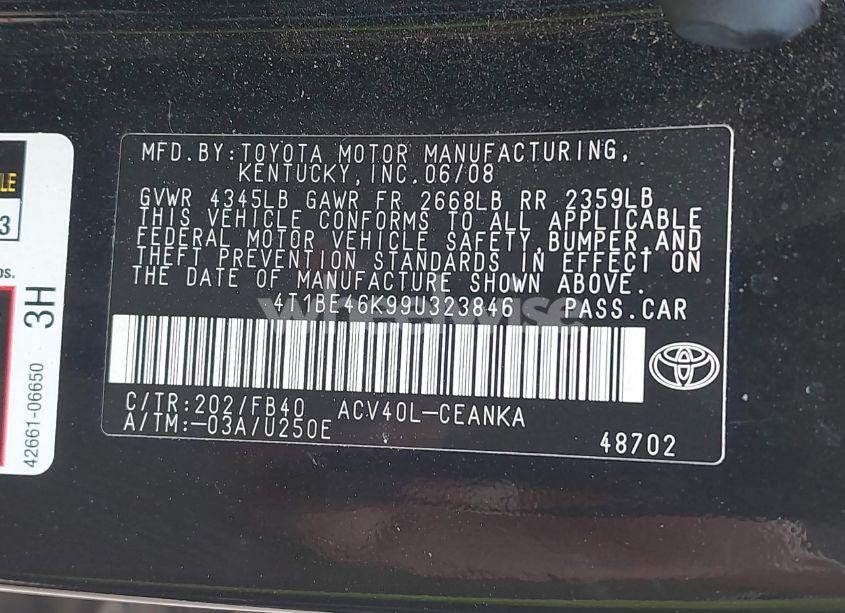 MFD.BY:TOYOTA MOTOR MANUFACTURING,
KENTUCKY,INC.06/08
GVWR 4345LB GAWR FR 2668LB RR 2359LB
THIS VEHICLE CONFORMS TO ALL APPLICABLE
FEDERAL MOTOR VEHICLE SAFETY,BUMPER,AND
THEFT PREVENTION STANDARDS IN EFFECT ON
THE DATE OF MANUFACTURE SHOWN ABOVE.
4T1BE46K99U323846 PASS.CAR
wheelwise
C/TR:202/FB40 ACV40L-CEANKA
A/TM:-03A/U250E
48702
3
3H
42661-06650